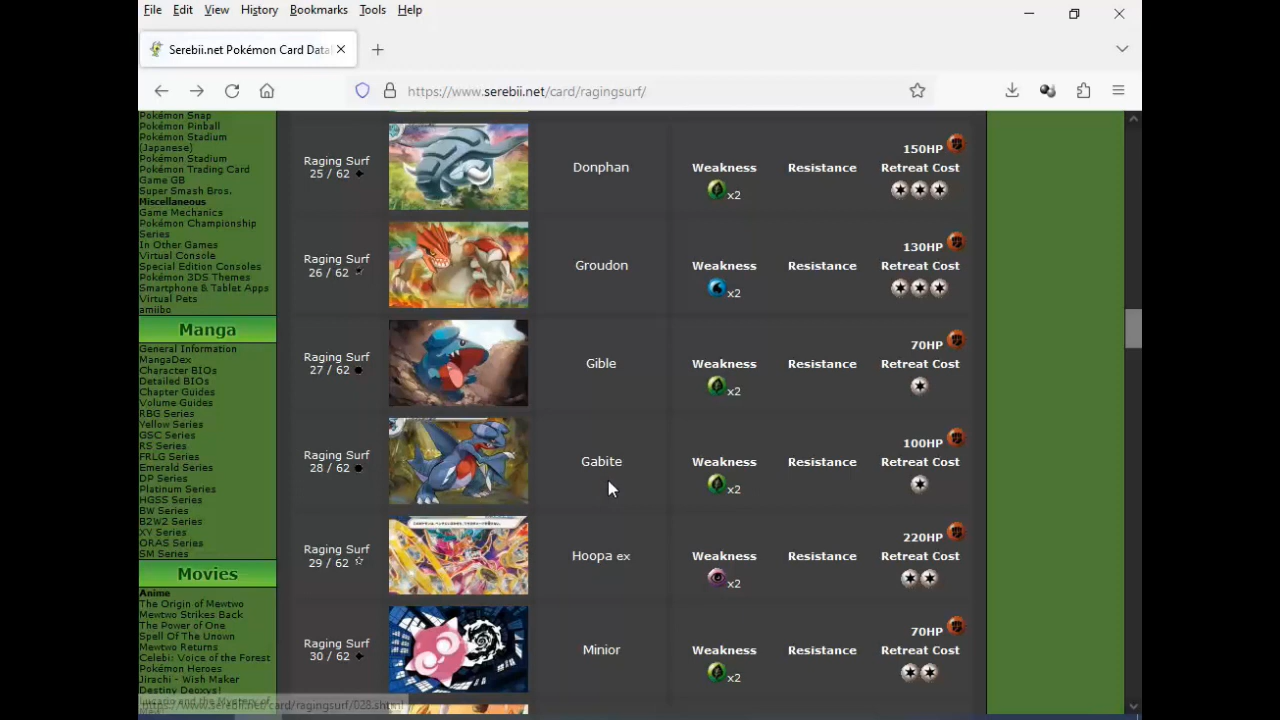 File Edit View History Bookmarks Tools Help
Serebii.net Pokémon Card Data
https://www.serebii.net/card/ragingsurf/
Pokémon Snap
Pokémon Pinball
Pokémon Stadium
(Japanese)
Pokémon Stadium
Pokémon Trading Card
Game GB
Super Smash Bros.
Miscellaneous
Game Mechanics
Pokémon Championship
Series
In Other Games
Virtual Console
Special Edition Consoles
Pokémon 3DS Themes
Smartphone & Tablet Apps
Virtual Pets
amiibo
Manga
General Information
MangaDex
Character BIOs
Detailed BIOs
Chapter Guides
Volume Guides
RBG Series
Yellow Series
GSC Series
RS Series
FRLG Series
Emerald Series
DP Series
Platinum Series
HGSS Series
BW Series
B2W2 Series
XY Series
ORAS Series
SM Series
Movies
Anime
The Origin of Mewtwo
Mewtwo Strikes Back
The Power of One
Spell Of The Unown
Mewtwo Returns
Celebi: Voice of the Forest
Pokémon Heroes
Jirachi - Wish Maker
Destiny Deoxys!
https://www.serebii.net/card/ragingsurf/028.shtml
Raging Surf
25 / 62
Donphan
Weakness
x2
Resistance
150HP
Retreat Cost
Raging Surf
26 / 62
Groudon
Weakness
x2
Resistance
130HP
Retreat Cost
Raging Surf
27 / 62
Gible
Weakness
x2
Resistance
70HP
Retreat Cost
Raging Surf
28 / 62
Gabite
Weakness
x2
Resistance
100HP
Retreat Cost
Raging Surf
29 / 62
Hoopa ex
Weakness
x2
Resistance
220HP
Retreat Cost
Raging Surf
30 / 62
Minior
Weakness
x2
Resistance
70HP
Retreat Cost